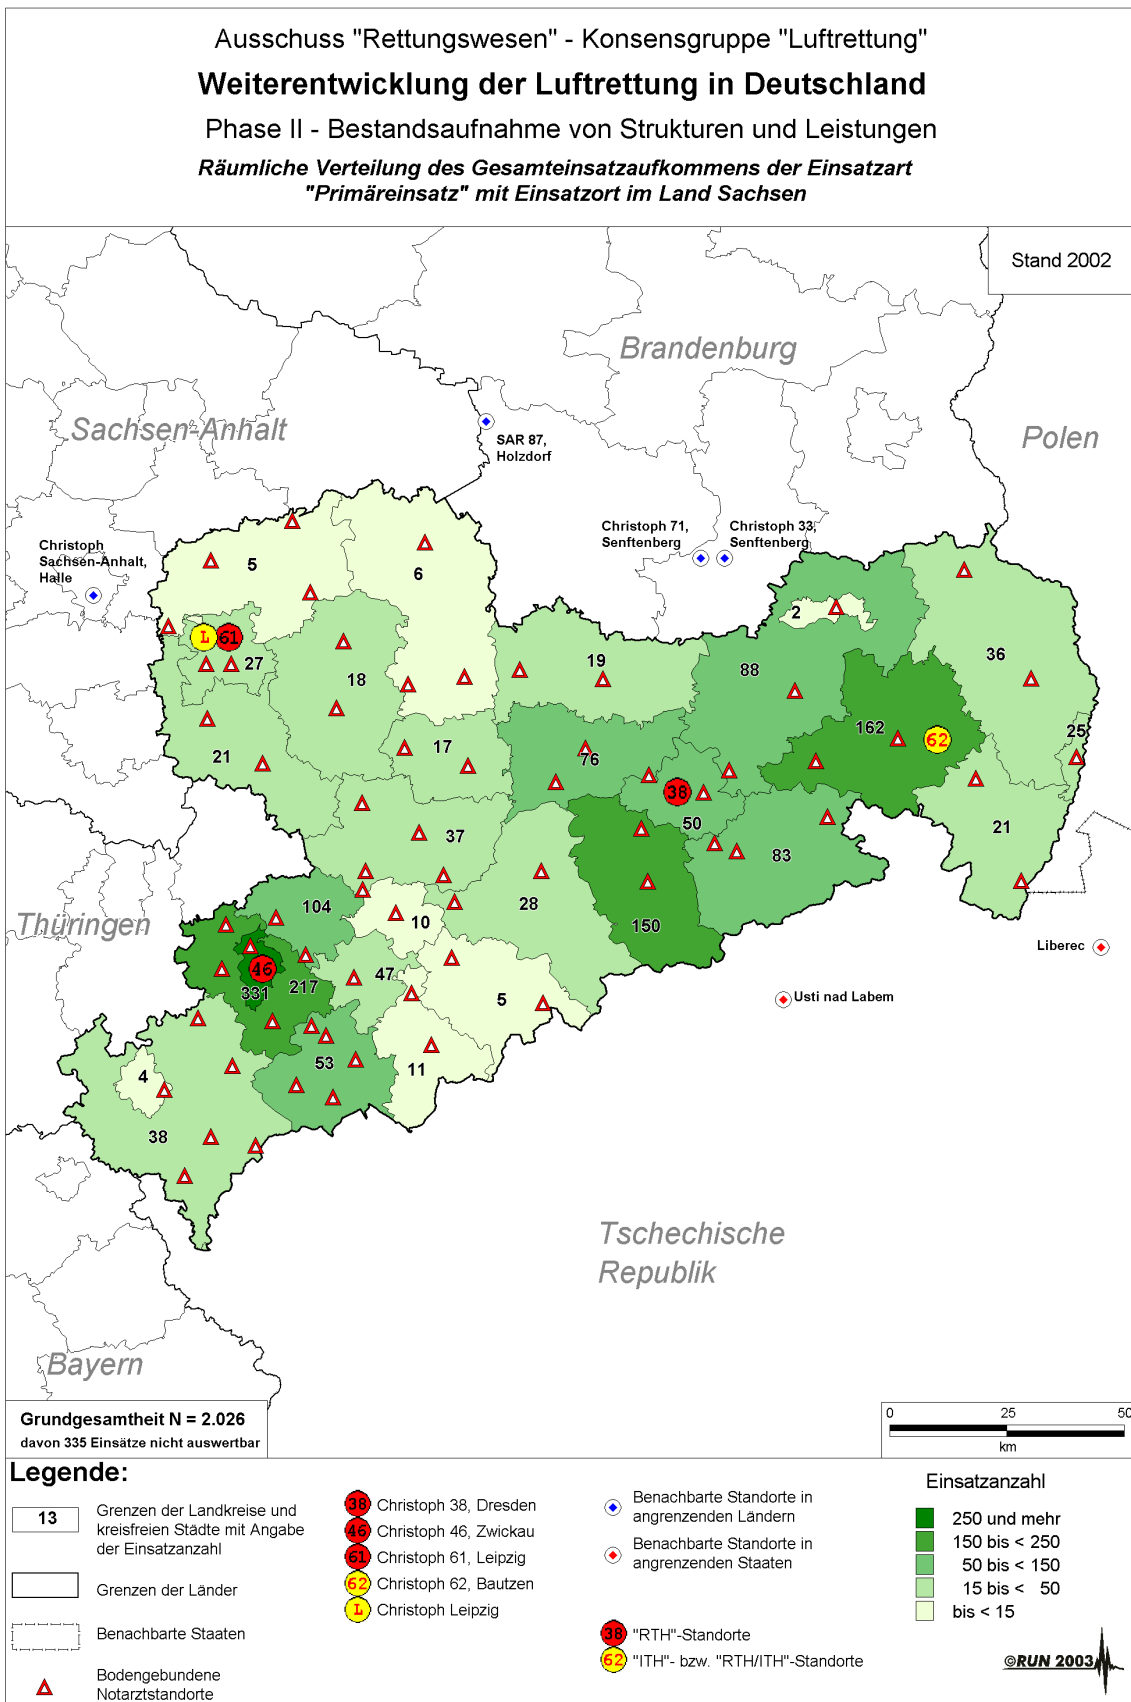 Ausschuss "Rettungswesen" - Konsensgruppe "Luftrettung"
Weiterentwicklung der Luftrettung in Deutschland
Phase II - Bestandsaufnahme von Strukturen und Leistungen
Räumliche Verteilung des Gesamteinsatzaufkommens der Einsatzart
"Primäreinsatz" mit Einsatzort im Land Sachsen
Stand 2002
Brandenburg
Sachsen-Anhalt
Polen
SAR 87,
Holzdorf
Christoph 71,
Senftenberg
Christoph 33,
Senftenberg
Christoph
Sachsen-Anhalt,
Halle
5
6
2
L
61
27
19
88
36
18
162
62
25
17
76
21
38
50
21
37
83
104
10
28
150
Thüringen
46
331
217
47
5
Liberec
Usti nad Labem
4
53
11
38
Tschechische
Republik
Bayern
Grundgesamtheit N = 2.026
davon 335 Einsätze nicht auswertbar
0 25 50
km
Legende:
13
Grenzen der Landkreise und
kreisfreien Städte mit Angabe
der Einsatzanzahl
Grenzen der Länder
Benachbarte Staaten
Bodengebundene
Notarztstandorte
38 Christoph 38, Dresden
46 Christoph 46, Zwickau
61 Christoph 61, Leipzig
62 Christoph 62, Bautzen
L Christoph Leipzig
Benachbarte Standorte in
angrenzenden Ländern
Benachbarte Standorte in
angrenzenden Staaten
38 "RTH"-Standorte
62 "ITH"- bzw. "RTH/ITH"-Standorte
Einsatzanzahl
250 und mehr
150 bis < 250
50 bis < 150
15 bis < 50
bis < 15
©RUN 2003